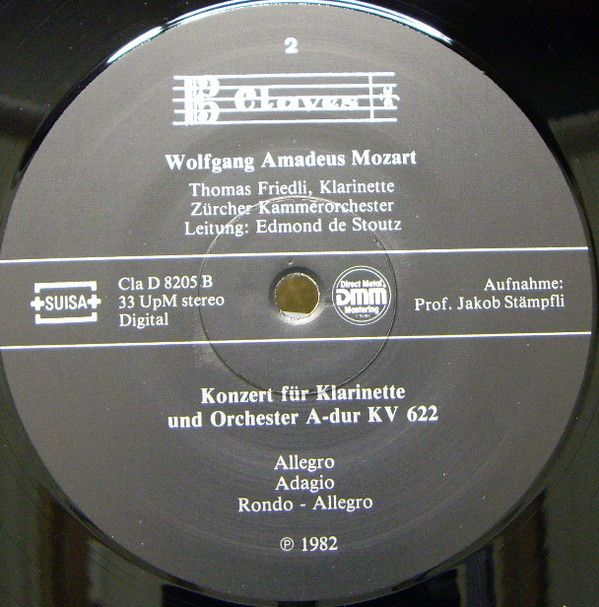 2
Claves
Wolfgang Amadeus Mozart
Thomas Friedli, Klarinette
Zürcher Kammerorchester
Leitung: Edmond de Stoutz
SUISA
Cla D 8205 B
33 UpM stereo
Digital
Direct Metal
DMM
Mastering
Aufnahme:
Prof. Jakob Stämpfli
Konzert für Klarinette
und Orchester A-dur KV 622
Allegro
Adagio
Rondo - Allegro
℗ 1982